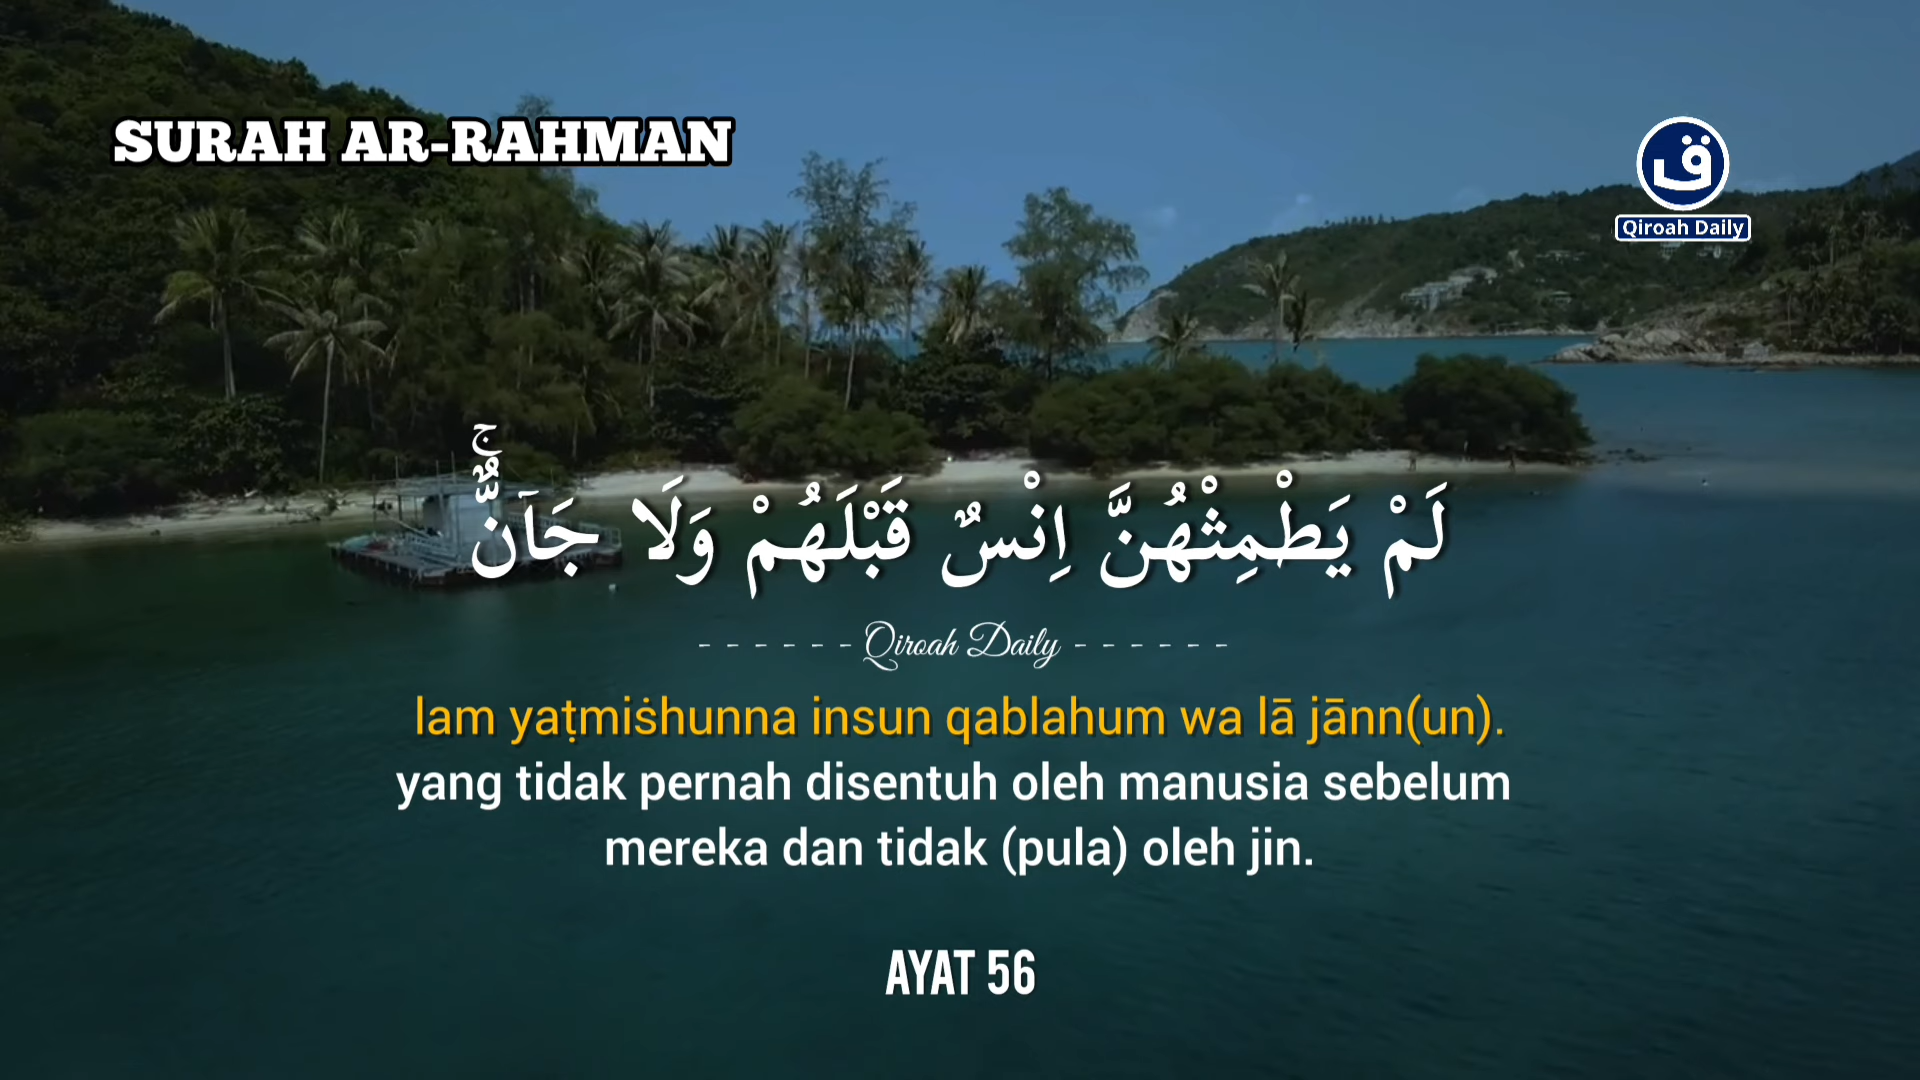 SURAH AR-RAHMAN
ق
Qiroah Daily
لَمْ يَطْمِثْهُنَّ اِنْسٌ قَبْلَهُمْ وَلَا جَاۤنٌّۚ
- - - - - - Qiroah Daily - - - - - -
lam yaṭmiṡhunna insun qablahum wa lā jānn(un).
yang tidak pernah disentuh oleh manusia sebelum
mereka dan tidak (pula) oleh jin.
AYAT 56